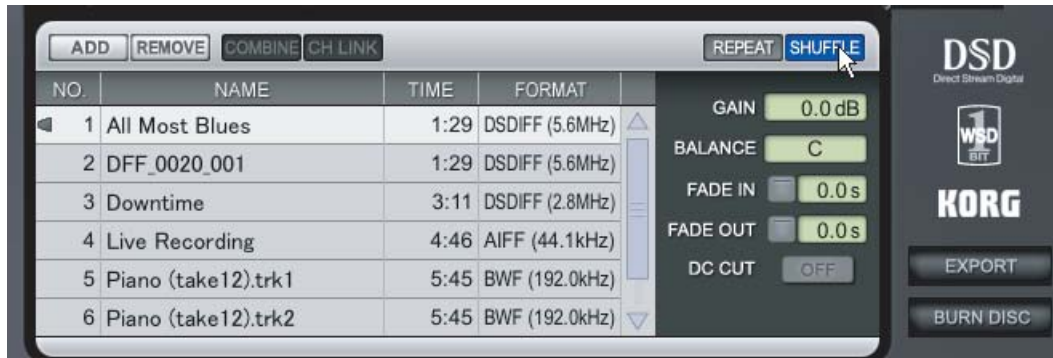 ADD REMOVE COMBINE CH LINK REPEAT SHUFFLE
NO. NAME TIME FORMAT
1 All Most Blues 1:29 DSDIFF (5.6MHz)
2 DFF_0020_001 1:29 DSDIFF (5.6MHz)
3 Downtime 3:11 DSDIFF (2.8MHz)
4 Live Recording 4:46 AIFF (44.1kHz)
5 Piano (take12).trk1 5:45 BWF (192.0kHz)
6 Piano (take12).trk2 5:45 BWF (192.0kHz)
GAIN 0.0 dB
BALANCE C
FADE IN 0.0 s
FADE OUT 0.0 s
DC CUT OFF
DSD
Direct Stream Digital
1
WSD
BIT
KORG
EXPORT
BURN DISC